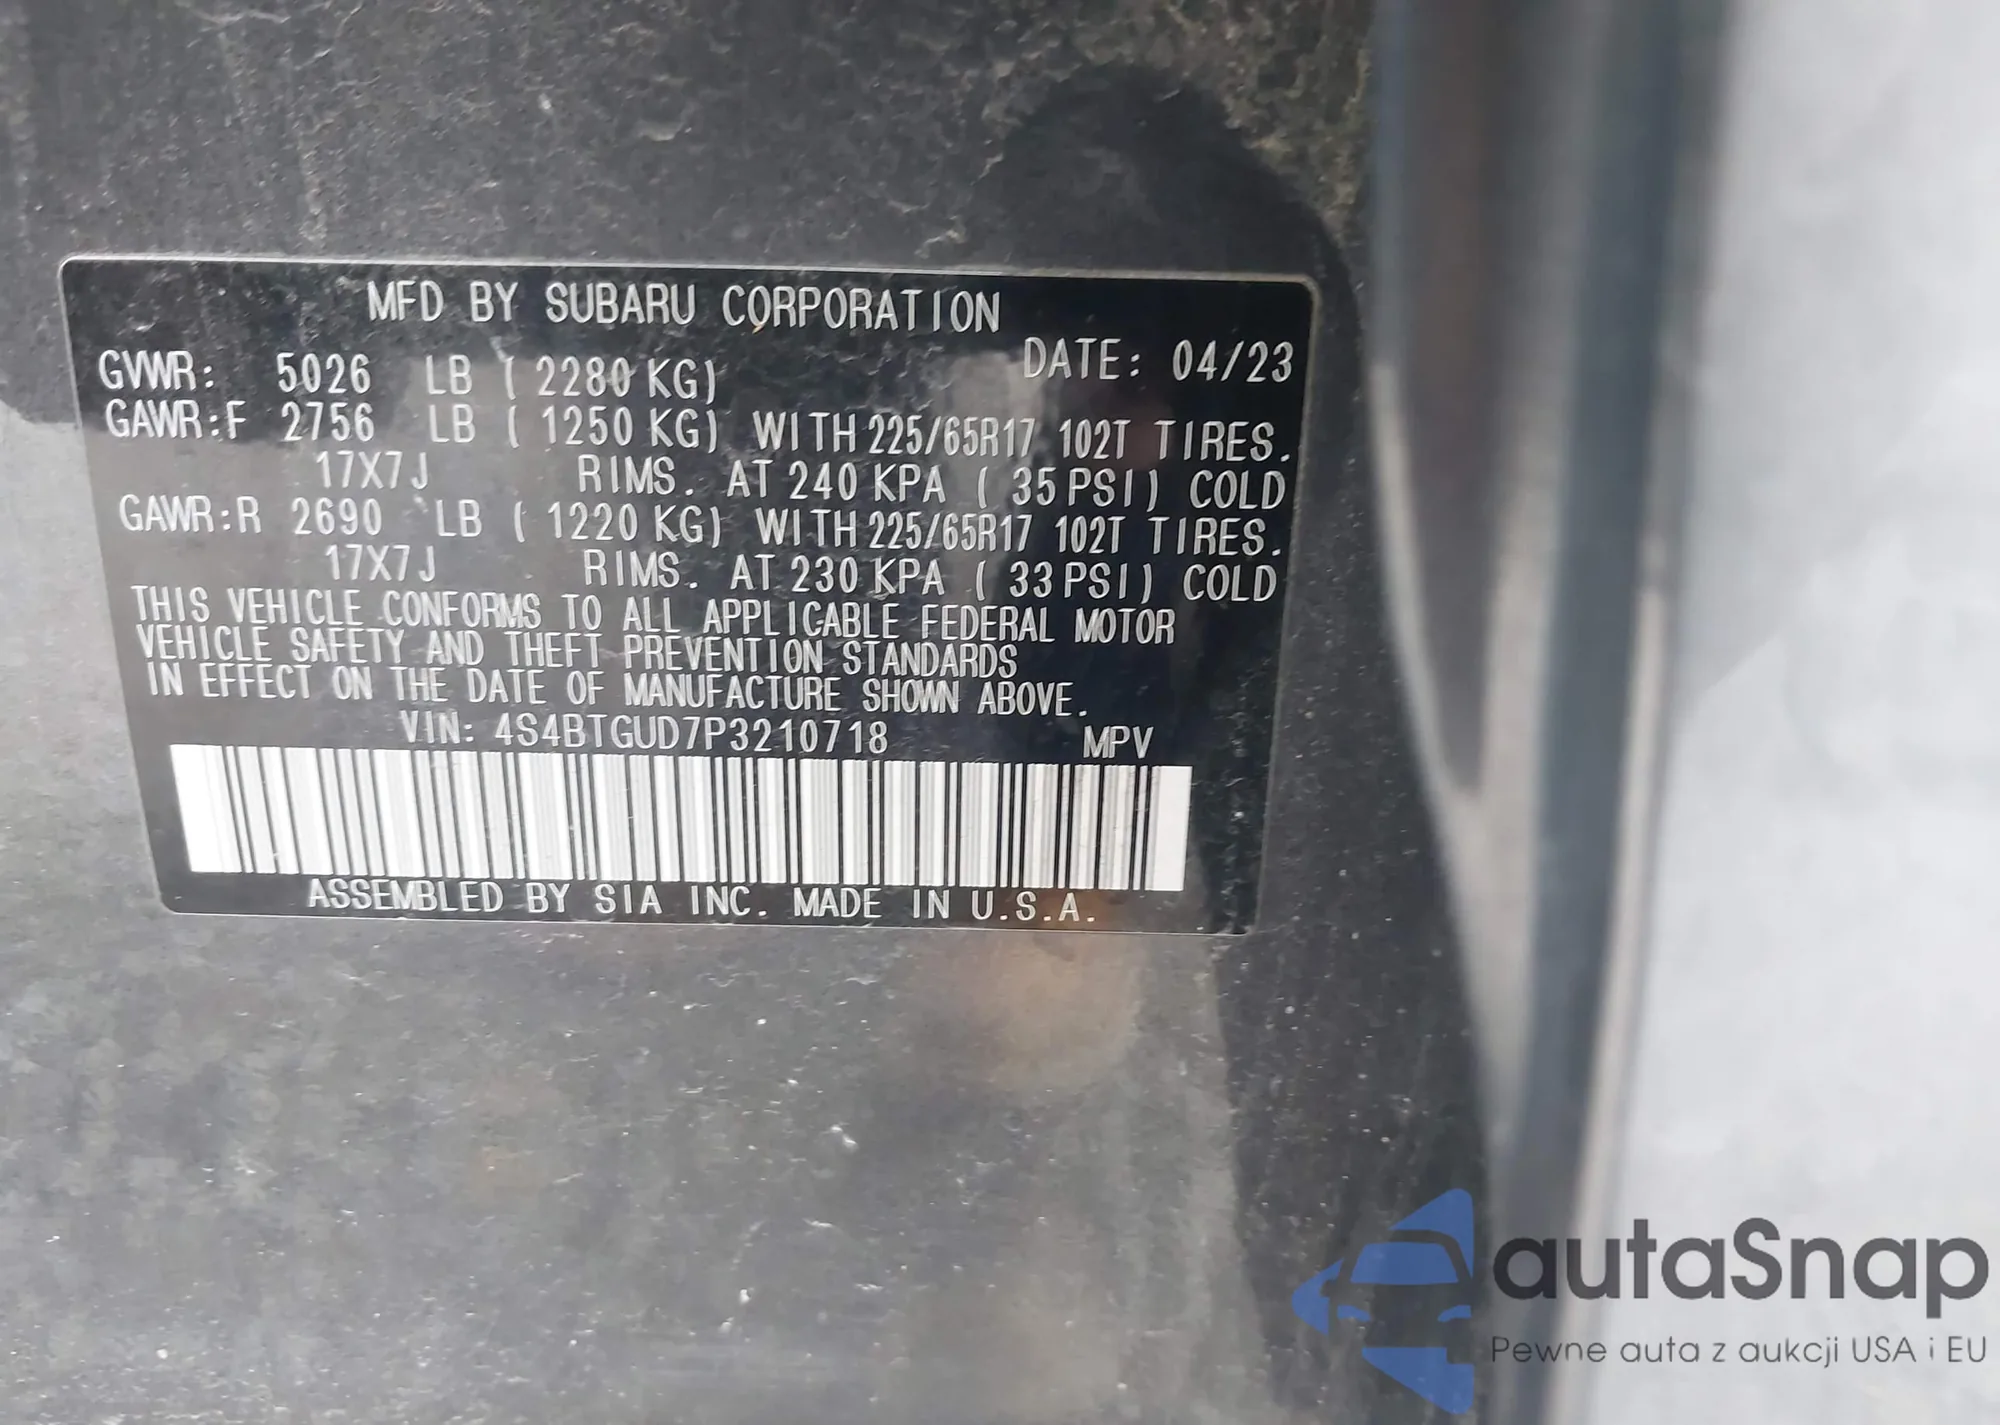 MFD BY SUBARU CORPORATION
DATE: 04/23
GVWR: 5026 LB ( 2280 KG)
GAWR:F 2756 LB ( 1250 KG) WITH 225/65R17 102T TIRES.
17X7J RIMS. AT 240 KPA ( 35 PSI) COLD
GAWR:R 2690 LB ( 1220 KG) WITH 225/65R17 102T TIRES.
17X7J RIMS. AT 230 KPA ( 33 PSI) COLD
THIS VEHICLE CONFORMS TO ALL APPLICABLE FEDERAL MOTOR
VEHICLE SAFETY AND THEFT PREVENTION STANDARDS
IN EFFECT ON THE DATE OF MANUFACTURE SHOWN ABOVE.
VIN: 4S4BTGUD7P3210718 MPV
ASSEMBLED BY SIA INC. MADE IN U.S.A.
autaSnap
Pewne auta z aukcji USA i EU